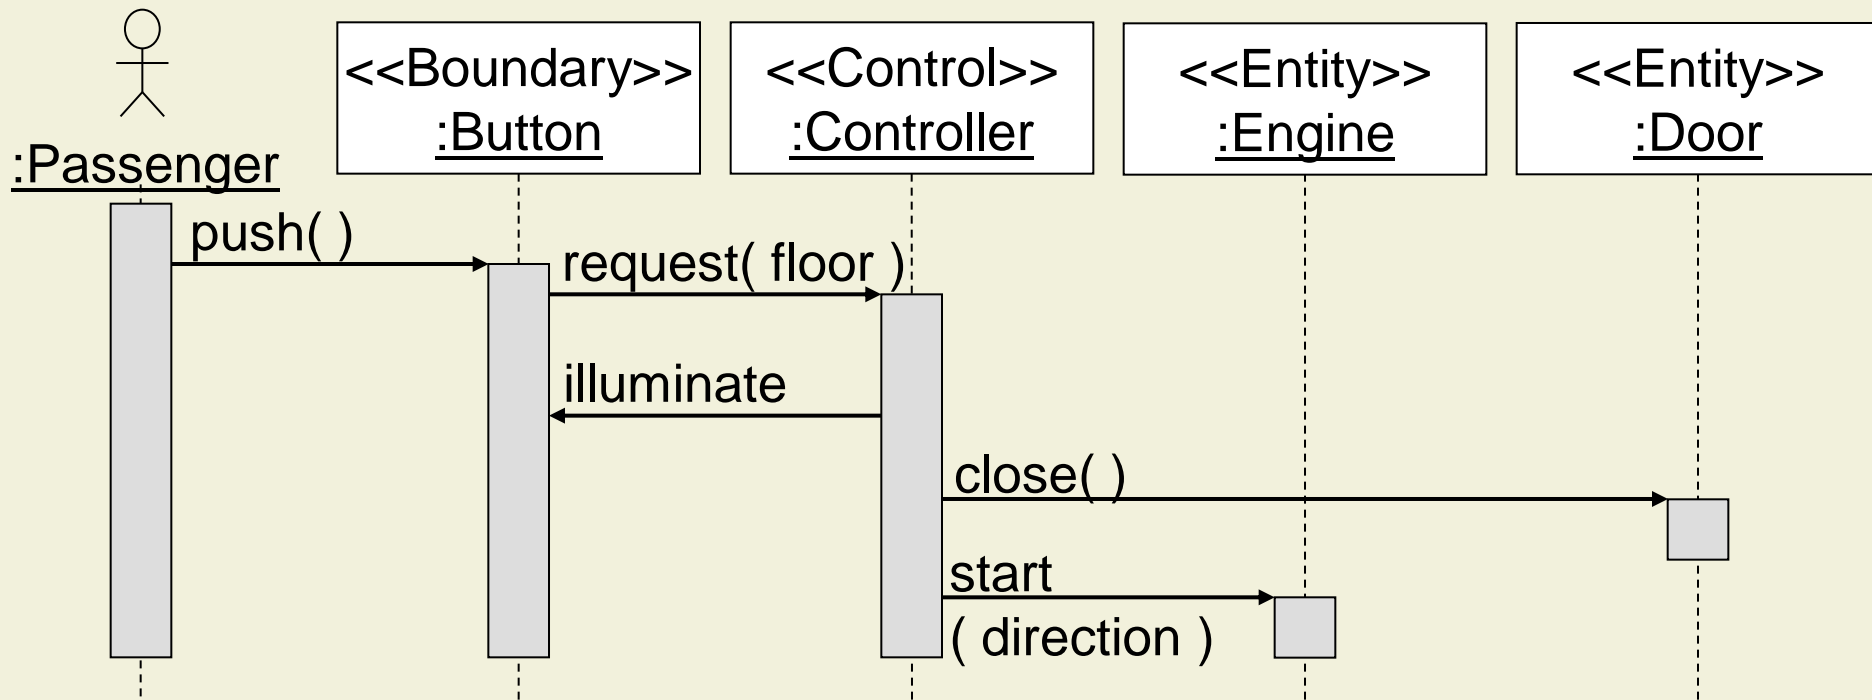 <<Boundary>>
:Button
<<Control>>
:Controller
<<Entity>>
:Engine
<<Entity>>
:Door
:Passenger
push( )
request( floor )
illuminate
close( )
start
( direction )